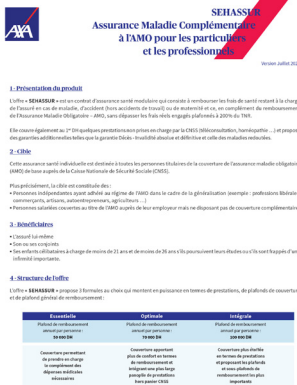 AXA
SEHASSUR
Assurance Maladie Complémentaire
à l'AMO pour les particuliers
et les professionnels
Version Juillet 202
1 - Présentation du produit
L'offre « SEHASSUR » est un contrat d'assurance santé modulaire qui consiste à rembourser les frais de santé restant à la charge
de l'assuré en cas de maladie, d'accident (hors accidents de travail) ou de maternité et ce, en complément du remboursement
de l'Assurance Maladie Obligatoire - AMO, sans dépasser les frais réels engagés plafonnés à 200% du TNR.
Elle couvre également au 1er DH quelques prestations non prises en charge par la CNSS (téléconsultation, homéopathie ...) et propose
des garanties additionnelles telles que la garantie Décès - Invalidité absolue et définitive et celle des maladies redoutées.
2 - Cible
Cette assurance santé individuelle est destinée à toutes les personnes titulaires de la couverture de l'assurance maladie obligatoire
(AMO) de base auprès de la Caisse Nationale de Sécurité Sociale (CNSS).
Plus précisément, la cible est constituée des :
• Personnes indépendantes ayant adhéré au régime de l'AMO dans le cadre de la généralisation (exemple : professions libérales
commerçants, artisans, autoentrepreneurs, agriculteurs ...)
• Personnes salariées couvertes au titre de l'AMO auprès de leur employeur mais ne disposant pas de couverture complémentaire
3 - Bénéficiaires
• L'assuré lui-même
• Son ou ses conjoints
• Ses enfants célibataires à charge de moins de 21 ans et de moins de 26 ans s'ils poursuivent leurs études ou s'ils sont frappés d'un
infirmité importante.
4 - Structure de l'offre
L'offre « SEHASSUR » propose 3 formules au choix qui montent en puissance en termes de prestations, de plafonds de couverture
et de plafond général de remboursement :
Essentielle Optimale Intégrale
Plafond de remboursement Plafond de remboursement Plafond de remboursement
annuel par personne : annuel par personne : annuel par personne :
50 000 DH 70 000 DH 100 000 DH
Couverture permettant Couverture apportant Couverture plus étoffée
de prendre en charge plus de confort en termes en termes de prestations
le complément des de remboursement et et proposant les plafonds
dépenses médicales intégrant une plus large et sous-plafonds de
nécessaires panoplie de prestations remboursement les plus
hors panier CNSS importants